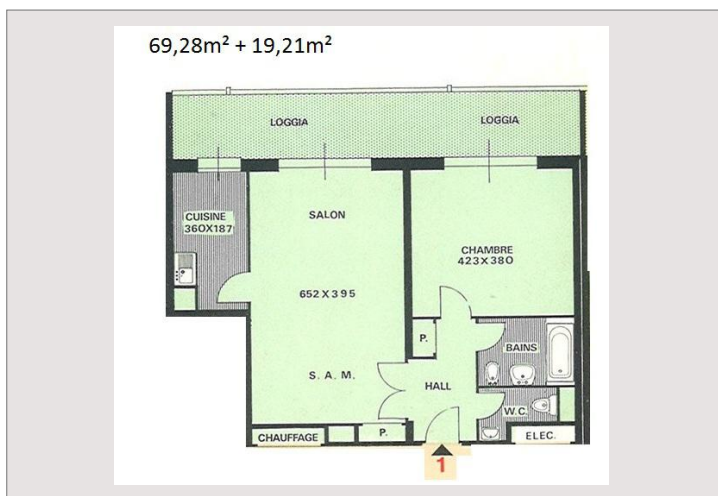 69,28m² + 19,21m²
LOGGIA
LOGGIA
CUISINE
360X187
SALON
CHAMBRE
423X380
652X395
P.
BAINS
S. A. M.
HALL
W.C.
CHAUFFAGE
P.
ELEC.
1